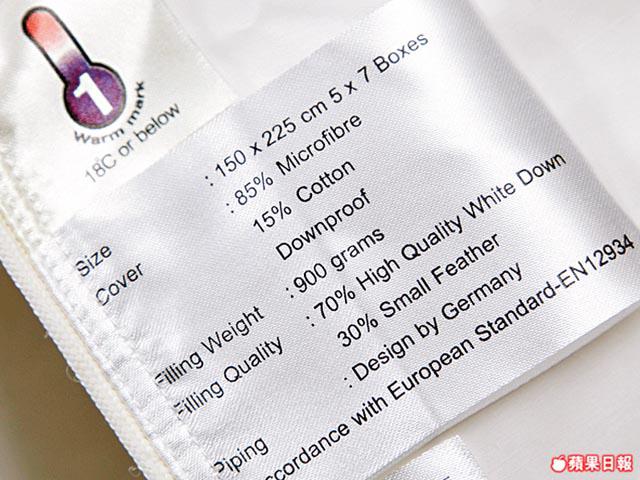 1
Warm mark
18C or below
Size : 150 x 225 cm 5 x 7 Boxes
Cover : 85% Microfibre
15% Cotton
Downproof
Filling Weight : 900 grams
Filling Quality : 70% High Quality White Down
30% Small Feather
Piping : Design by Germany
ccordance with European Standard-EN12934
蘋果日報